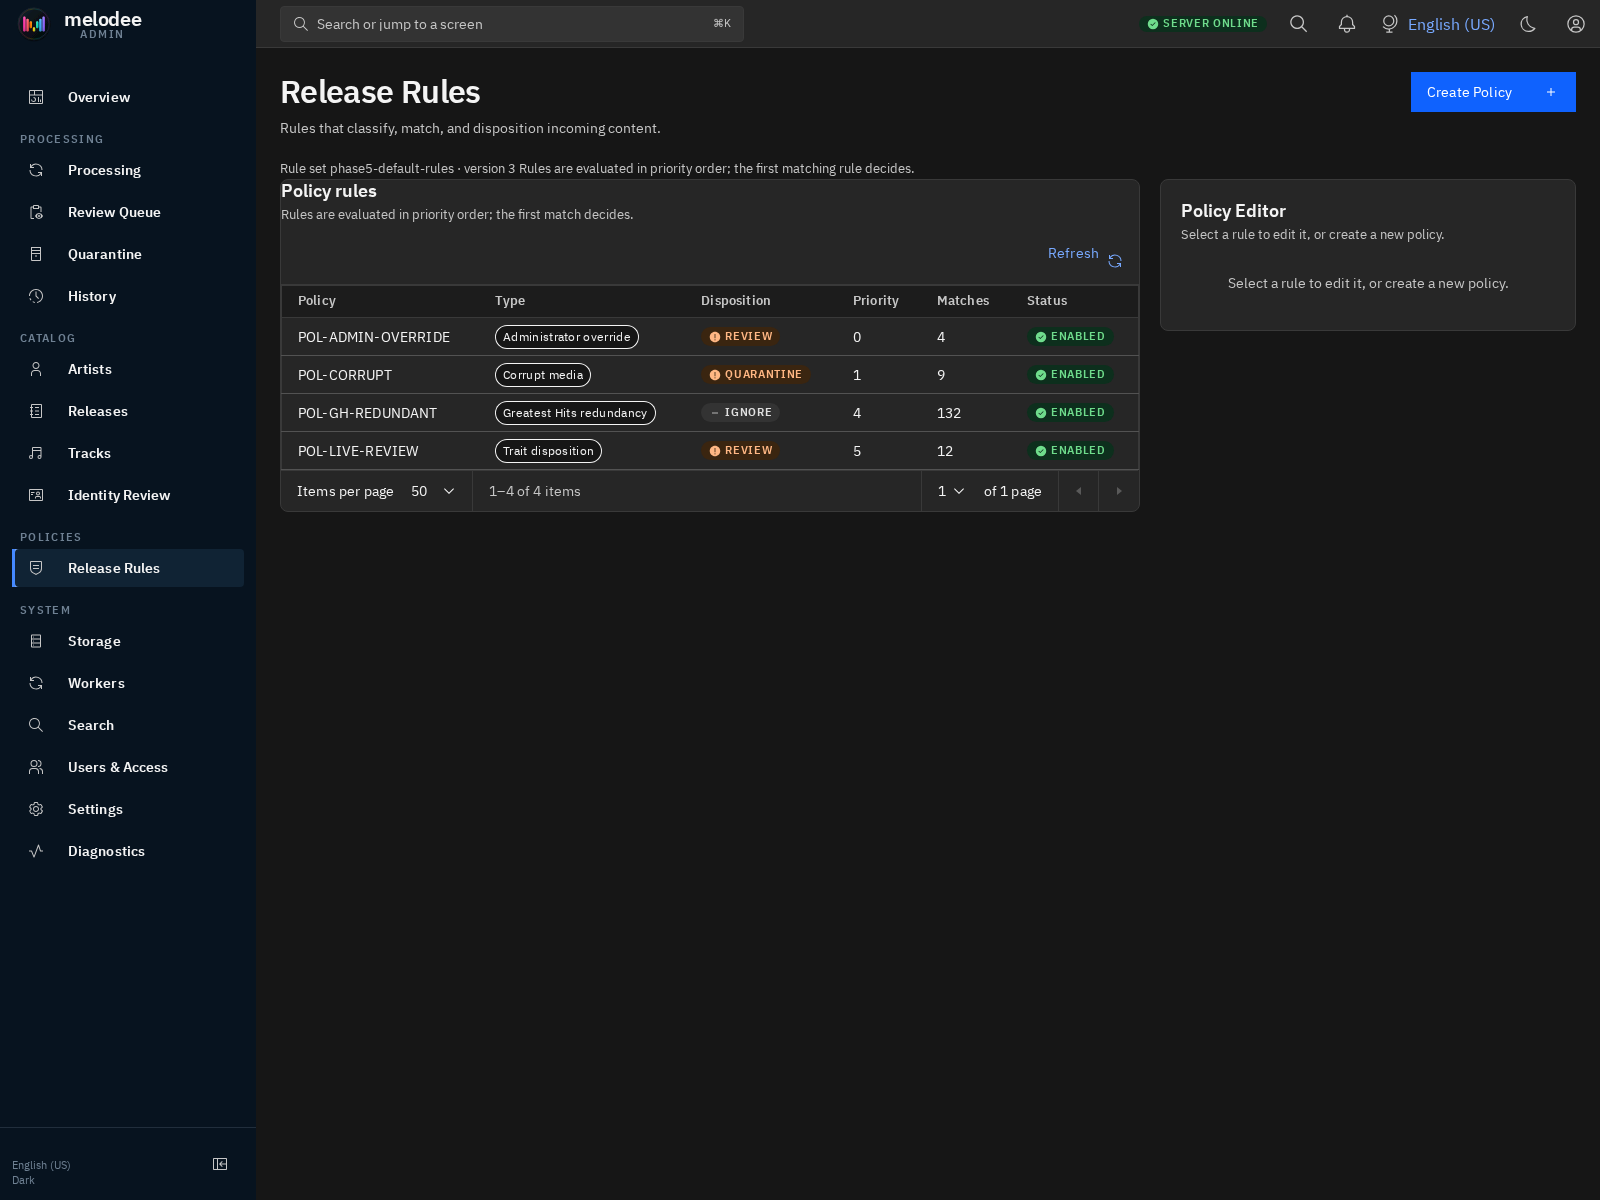 melodee
ADMIN
Search or jump to a screen
⌘K
SERVER ONLINE
English (US)
Overview
PROCESSING
Processing
Review Queue
Quarantine
History
CATALOG
Artists
Releases
Tracks
Identity Review
POLICIES
Release Rules
SYSTEM
Storage
Workers
Search
Users & Access
Settings
Diagnostics
English (US)
Dark
Release Rules
Rules that classify, match, and disposition incoming content.
Create Policy +
Rule set phase5-default-rules · version 3 Rules are evaluated in priority order; the first matching rule decides.
Policy rules
Rules are evaluated in priority order; the first match decides.
Refresh
Policy Type Disposition Priority Matches Status
POL-ADMIN-OVERRIDE Administrator override REVIEW 0 4 ENABLED
POL-CORRUPT Corrupt media QUARANTINE 1 9 ENABLED
POL-GH-REDUNDANT Greatest Hits redundancy IGNORE 4 132 ENABLED
POL-LIVE-REVIEW Trait disposition REVIEW 5 12 ENABLED
Items per page 50 1–4 of 4 items 1 of 1 page
Policy Editor
Select a rule to edit it, or create a new policy.
Select a rule to edit it, or create a new policy.